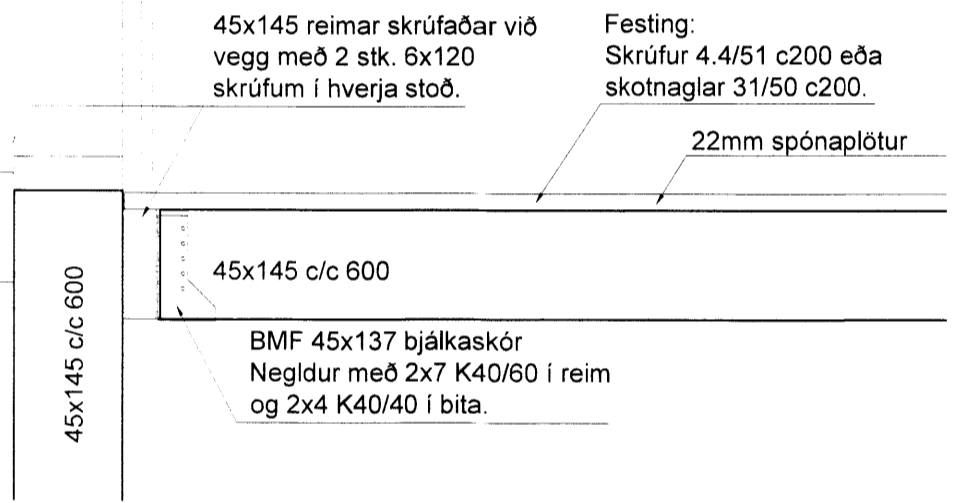 45x145 reimar skrúfaðar við
vegg með 2 stk. 6x120
skrúfum í hverja stoð.
Festing:
Skrúfur 4.4/51 c200 eða
skotnaglar 31/50 c200.
22mm spónaplötur
45x145 c/c 600
45x145 c/c 600
BMF 45x137 bjálkaskór
Negldur með 2x7 K40/60 í reim
og 2x4 K40/40 í bita.